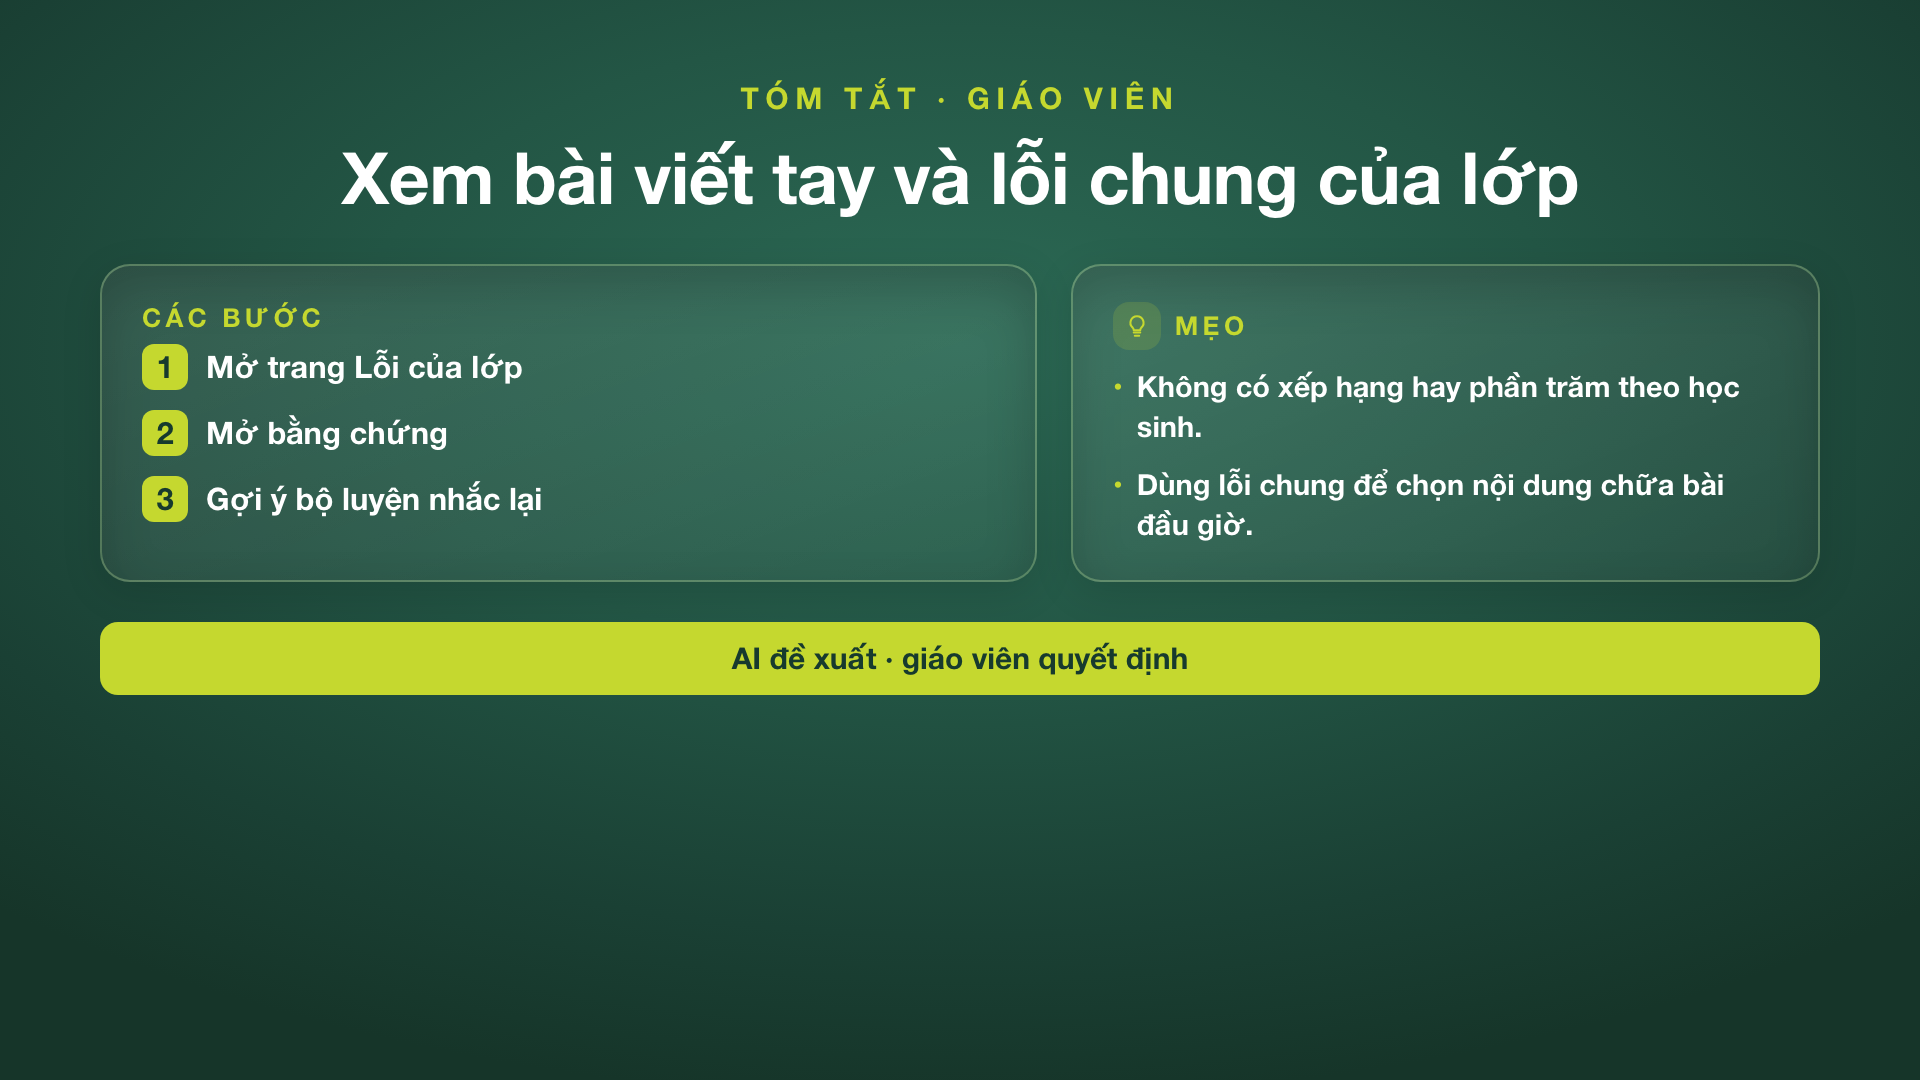 TÓM TẮT · GIÁO VIÊN
Xem bài viết tay và lỗi chung của lớp
CÁC BƯỚC
1 Mở trang Lỗi của lớp
2 Mở bằng chứng
3 Gợi ý bộ luyện nhắc lại
MẸO
• Không có xếp hạng hay phần trăm theo học
sinh.
• Dùng lỗi chung để chọn nội dung chữa bài
đầu giờ.
AI đề xuất · giáo viên quyết định